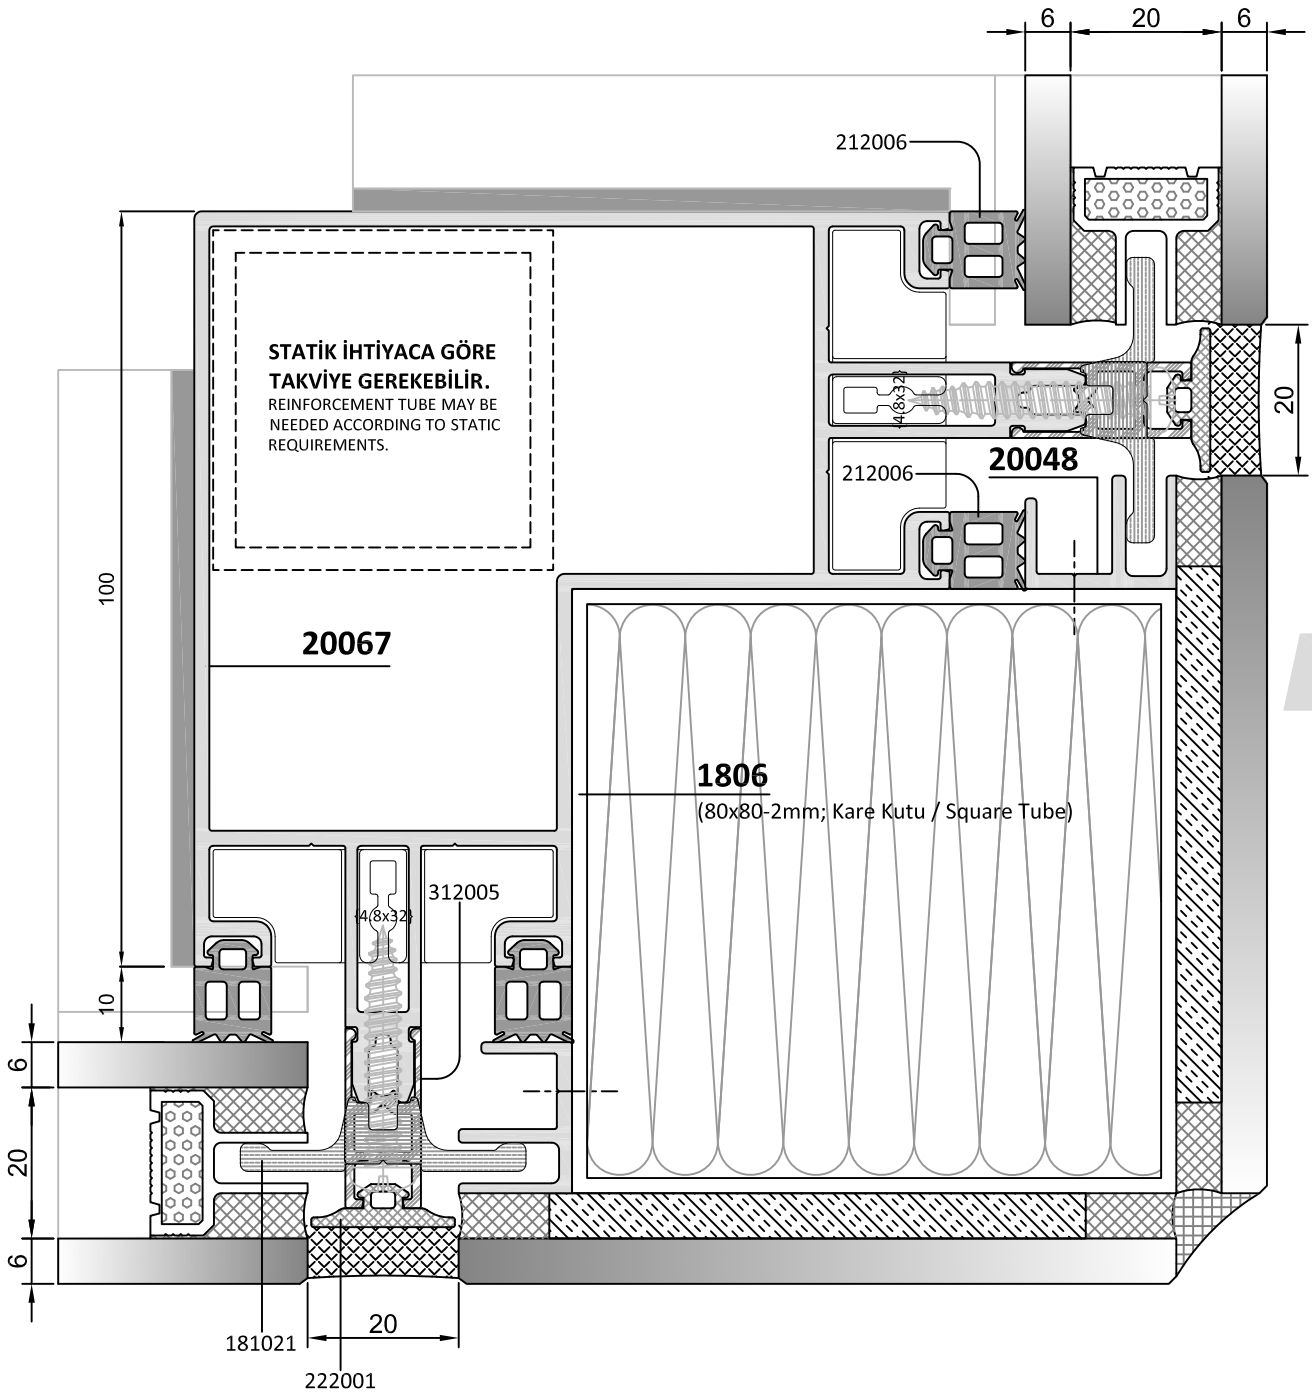 6
20
6
212006
STATİK İHTİYACA GÖRE
TAKVİYE GEREKEBİLİR.
REINFORCEMENT TUBE MAY BE
NEEDED ACCORDING TO STATIC
REQUIREMENTS.
{4,8x32}
20
20048
212006
100
20067
1806
(80x80-2mm; Kare Kutu / Square Tube)
312005
{4,8x32}
10
6
20
6
20
181021
222001